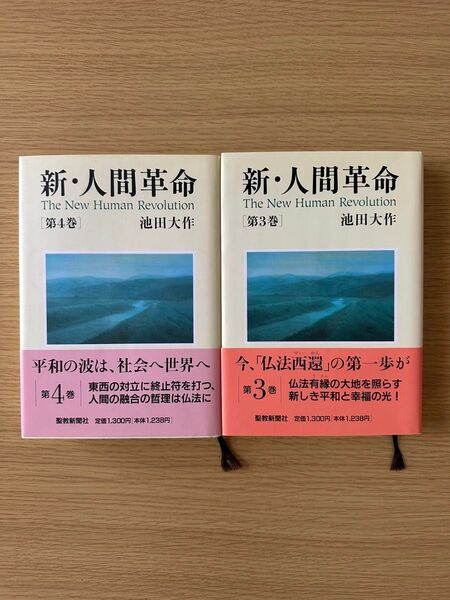 新・人間革命
The New Human Revolution
[第4巻] 池田大作
平和の波は、社会へ世界へ
第4巻
東西の対立に終止符を打つ、
人間の融合の哲理は仏法に
聖教新聞社 定価1,300円[本体1,238円]
新・人間革命
The New Human Revolution
[第3巻] 池田大作
今、「仏法西還」の第一歩が
第3巻
仏法有縁の大地を照らす
新しき平和と幸福の光!
聖教新聞社 定価1,300円[本体1,238円]